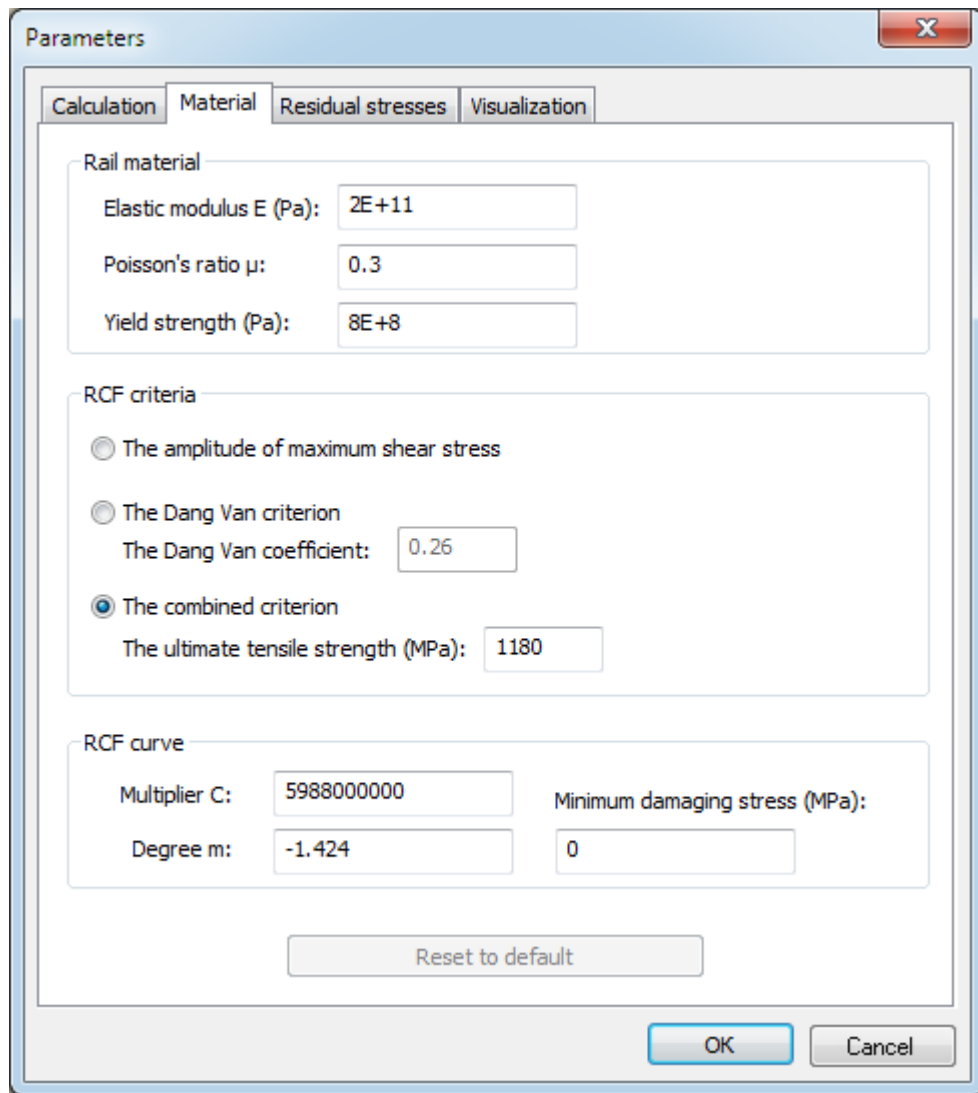 Parameters
Calculation Material Residual stresses Visualization
Rail material
Elastic modulus E (Pa): 2E+11
Poisson's ratio μ: 0.3
Yield strength (Pa): 8E+8
RCF criteria
The amplitude of maximum shear stress
The Dang Van criterion
The Dang Van coefficient: 0.26
The combined criterion
The ultimate tensile strength (MPa): 1180
RCF curve
Multiplier C: 5988000000
Minimum damaging stress (MPa):
Degree m: -1.424 0
Reset to default
OK Cancel